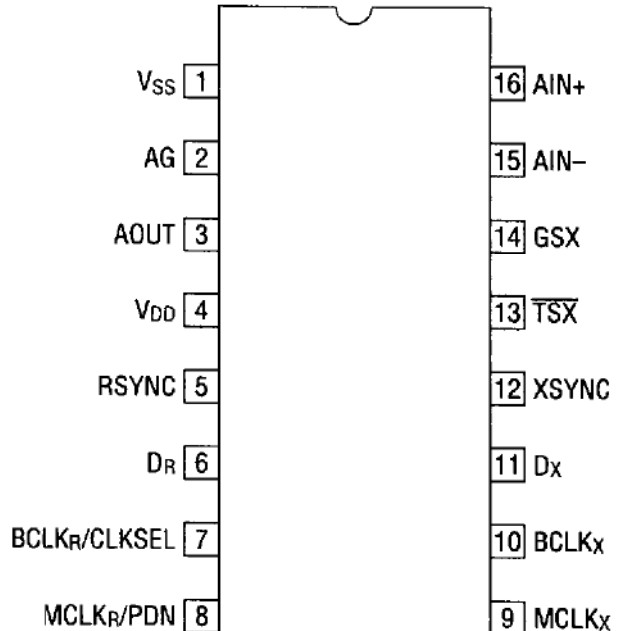 VSS 1 16 AIN+
AG 2 15 AIN–
AOUT 3 14 GSX
VDD 4 13 TSX
RSYNC 5 12 XSYNC
DR 6 11 DX
BCLKR/CLKSEL 7 10 BCLKX
MCLKR/PDN 8 9 MCLKX